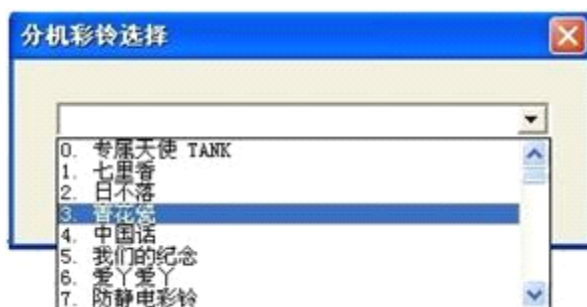 分机彩铃选择
0. 专属天使 TANK
1. 七里香
2. 日不落
3. 青花瓷
4. 中国话
5. 我们的纪念
6. 爱丫爱丫
7. 防静电彩铃